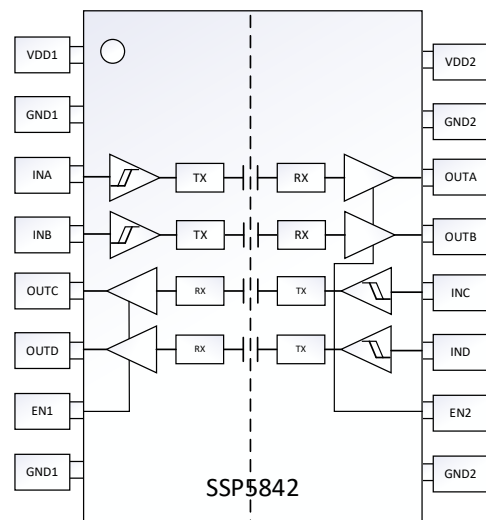 VDD1
VDD2
GND1
GND2
INA
TX
RX
OUTA
INB
TX
RX
OUTB
OUTC
RX
TX
INC
OUTD
RX
TX
IND
EN1
EN2
GND1
GND2
SSP5842